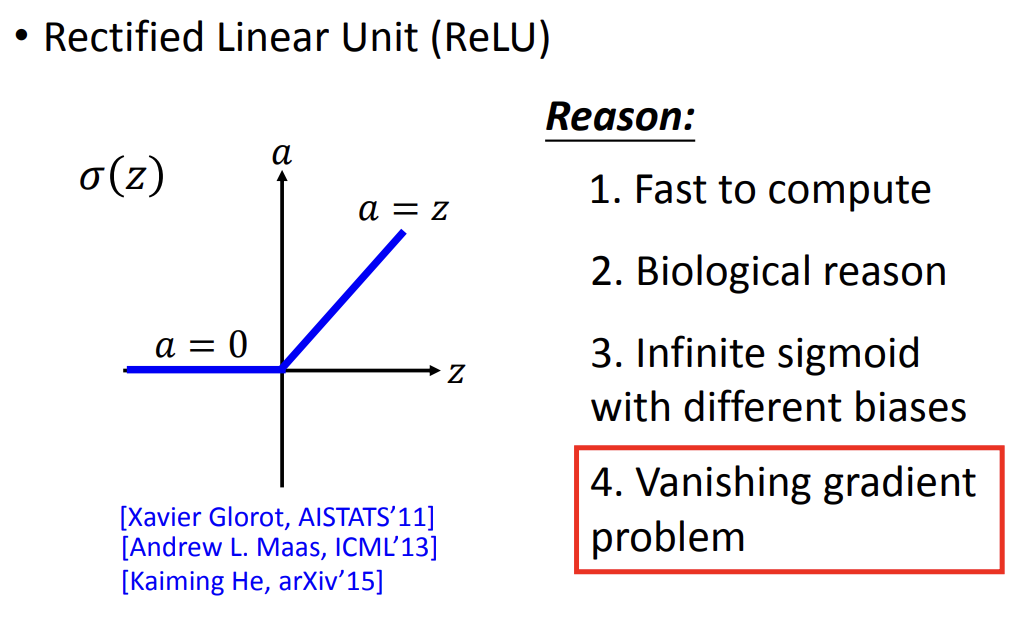 • Rectified Linear Unit (ReLU)
σ(z)
a
a = z
a = 0
z
[Xavier Glorot, AISTATS’11]
[Andrew L. Maas, ICML’13]
[Kaiming He, arXiv’15]
Reason:
1. Fast to compute
2. Biological reason
3. Infinite sigmoid
with different biases
4. Vanishing gradient
problem